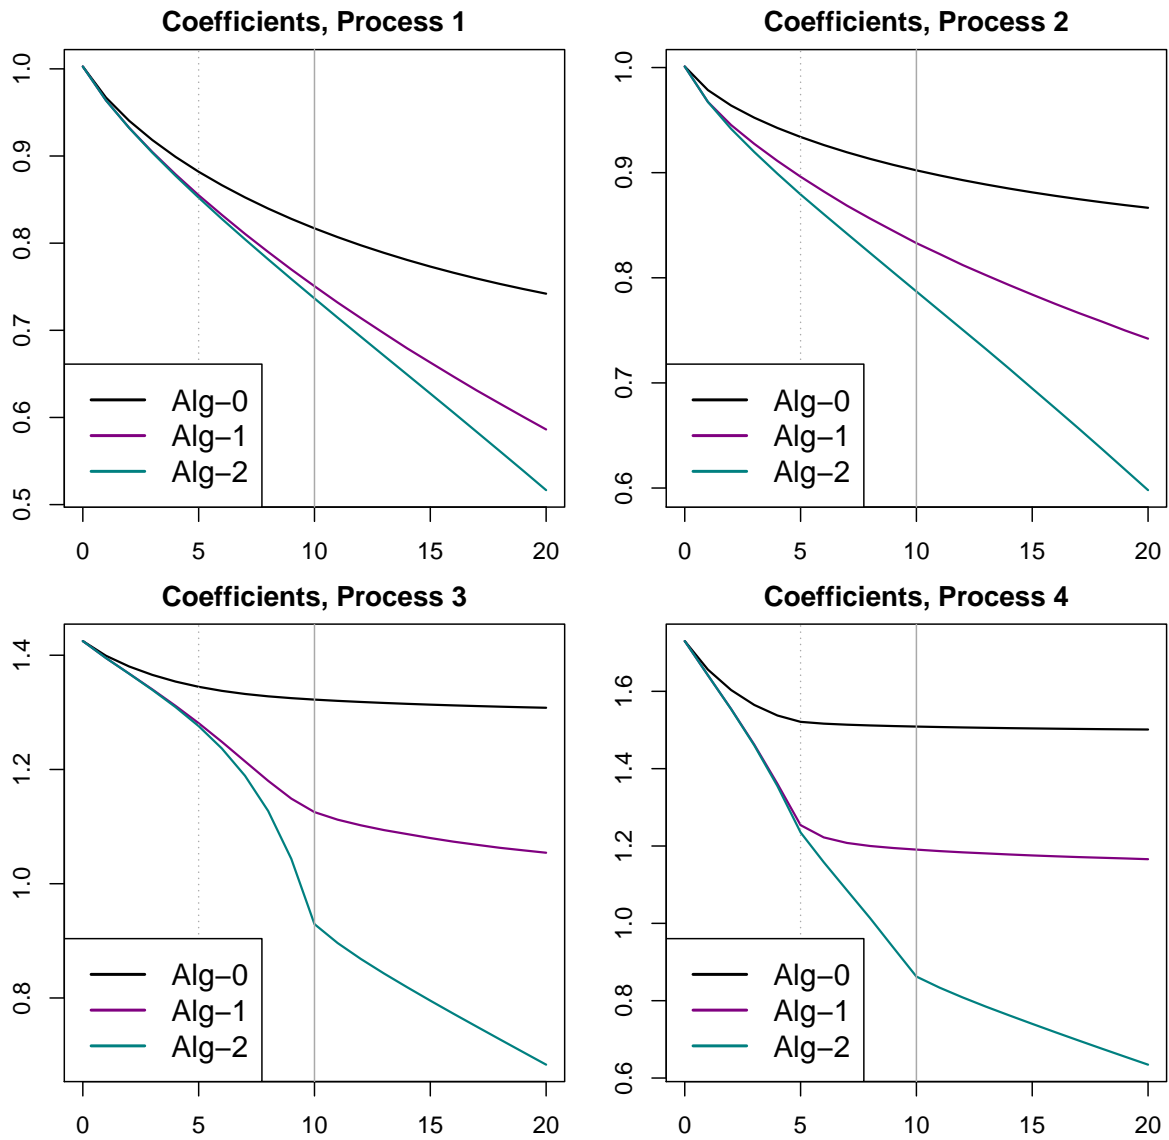 Coefficients, Process 1
1.0
0.9
0.8
0.7
0.6
0.5
Alg−0
Alg−1
Alg−2
0 5 10 15 20
Coefficients, Process 2
1.0
0.9
0.8
0.7
0.6
Alg−0
Alg−1
Alg−2
0 5 10 15 20
Coefficients, Process 3
1.4
1.2
1.0
0.8
Alg−0
Alg−1
Alg−2
0 5 10 15 20
Coefficients, Process 4
1.6
1.4
1.2
1.0
0.8
0.6
Alg−0
Alg−1
Alg−2
0 5 10 15 20